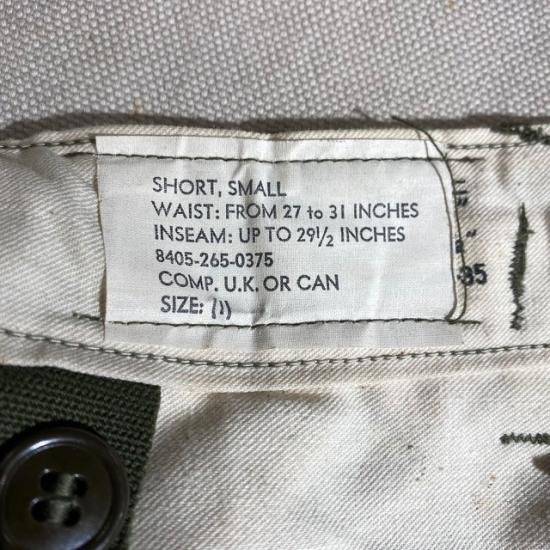 SHORT, SMALL
WAIST: FROM 27 to 31 INCHES
INSEAM: UP TO 29½ INCHES
8405-265-0375
COMP. U.K. OR CAN
SIZE:
35